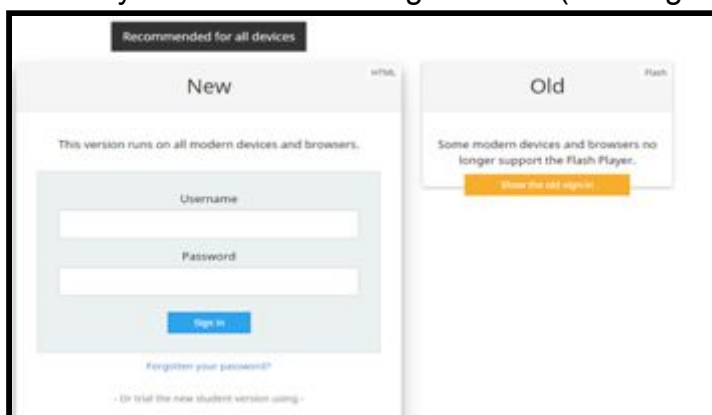 Recommended for all devices
HTML
New
This version runs on all modern devices and browsers.
Username
Password
Sign in
Forgotten your password?
- Or trial the new student version using -
Flash
Old
Some modern devices and browsers no
longer support the Flash Player.
Show the old sign in